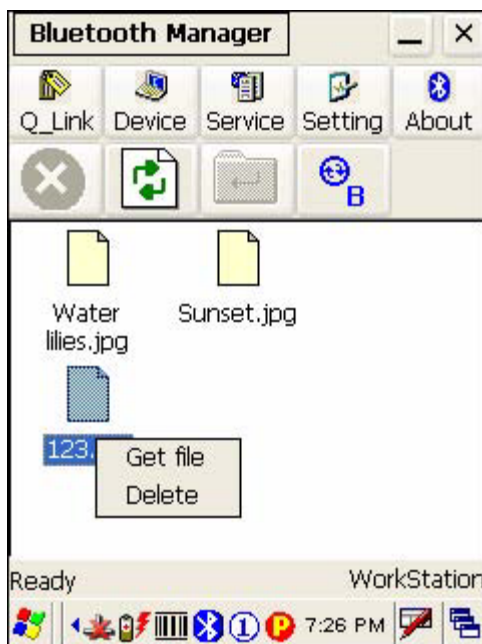 Bluetooth Manager
Q_Link Device Service Setting About
B
Water lilies.jpg
Sunset.jpg
123.
Get file
Delete
Ready WorkStation
1 P 7:26 PM